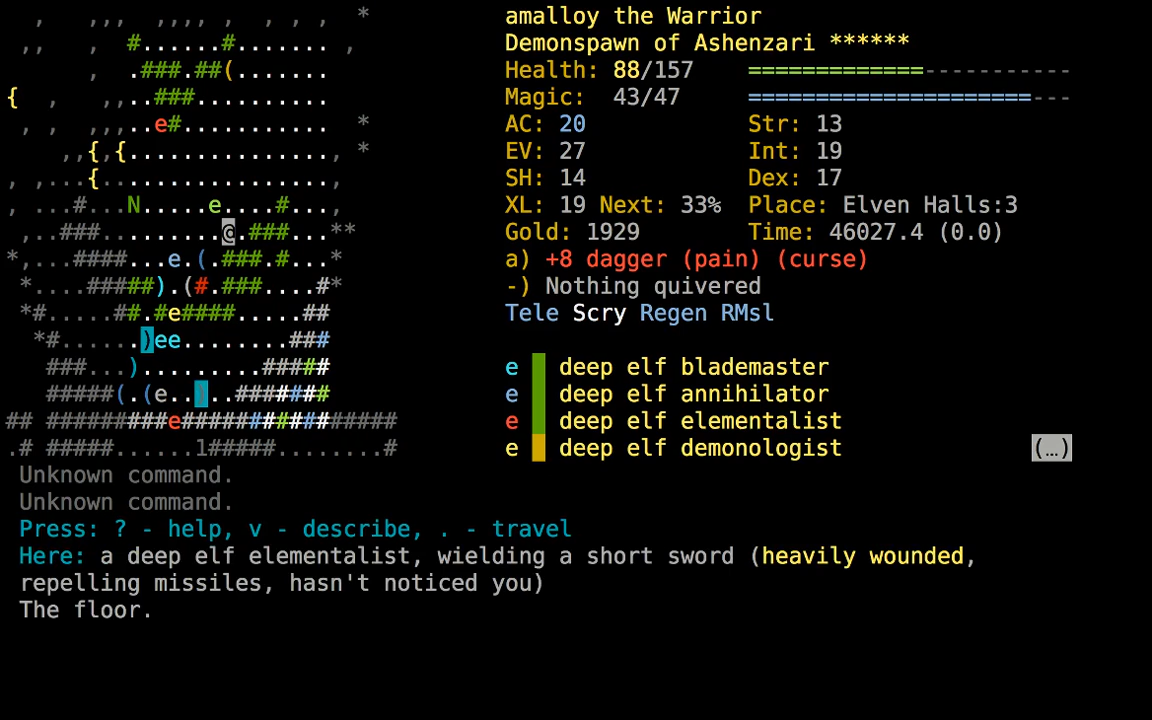 ,  ,,,  ,,,, ,  , , ,  *     amalloy the Warrior
,,   , #......#....... ,      Demonspawn of Ashenzari ******
     , .###.##(.......        Health: 88/157    =============-----------
{  ,  ,,..###..........       Magic:  43/47     =====================---
 , , ,,,..e#...........  *    AC: 20            Str: 13
    ,,{,{..............., *   EV: 27            Int: 19
, ,...{.................,     SH: 14            Dex: 17
, ...#...N.....e....#...,     XL: 19 Next: 33%  Place: Elven Halls:3
 ,..###..........@.###...**   Gold: 1929        Time: 46027.4 (0.0)
*,...####...e.(.###.#...*     a) +8 dagger (pain) (curse)
 *....#####).(#.###....#*     -) Nothing quivered
 *#.....##.#e####.....##      Tele Scry Regen RMsl
  *#......)ee........###
   ###...).........#####      e   deep elf blademaster
   #####(.(e..)..#######      e   deep elf annihilator
## #########e################ e   deep elf elementalist
.# #####......1#####........# e   deep elf demonologist (…)
Unknown command.
Unknown command.
Press: ? - help, v - describe, . - travel
Here: a deep elf elementalist, wielding a short sword (heavily wounded,
repelling missiles, hasn't noticed you)
The floor.